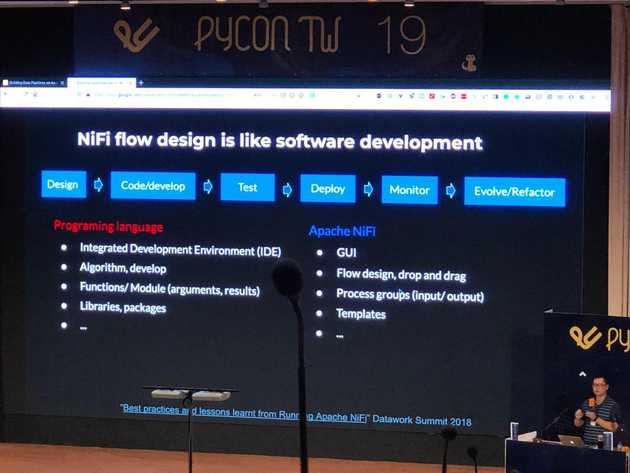 PYCON TW 19
NiFi flow design is like software development
Design
Code/develop
Test
Deploy
Monitor
Evolve/Refactor
Programing language
● Integrated Development Environment (IDE)
● Algorithm, develop
● Functions/ Module (arguments, results)
● Libraries, packages
● ...
Apache NiFi
● GUI
● Flow design, drop and drag
● Process groups (input/ output)
● Templates
● ...
"Best practices and lessons learnt from Running Apache NiFi" Datawork Summit 2018
PY